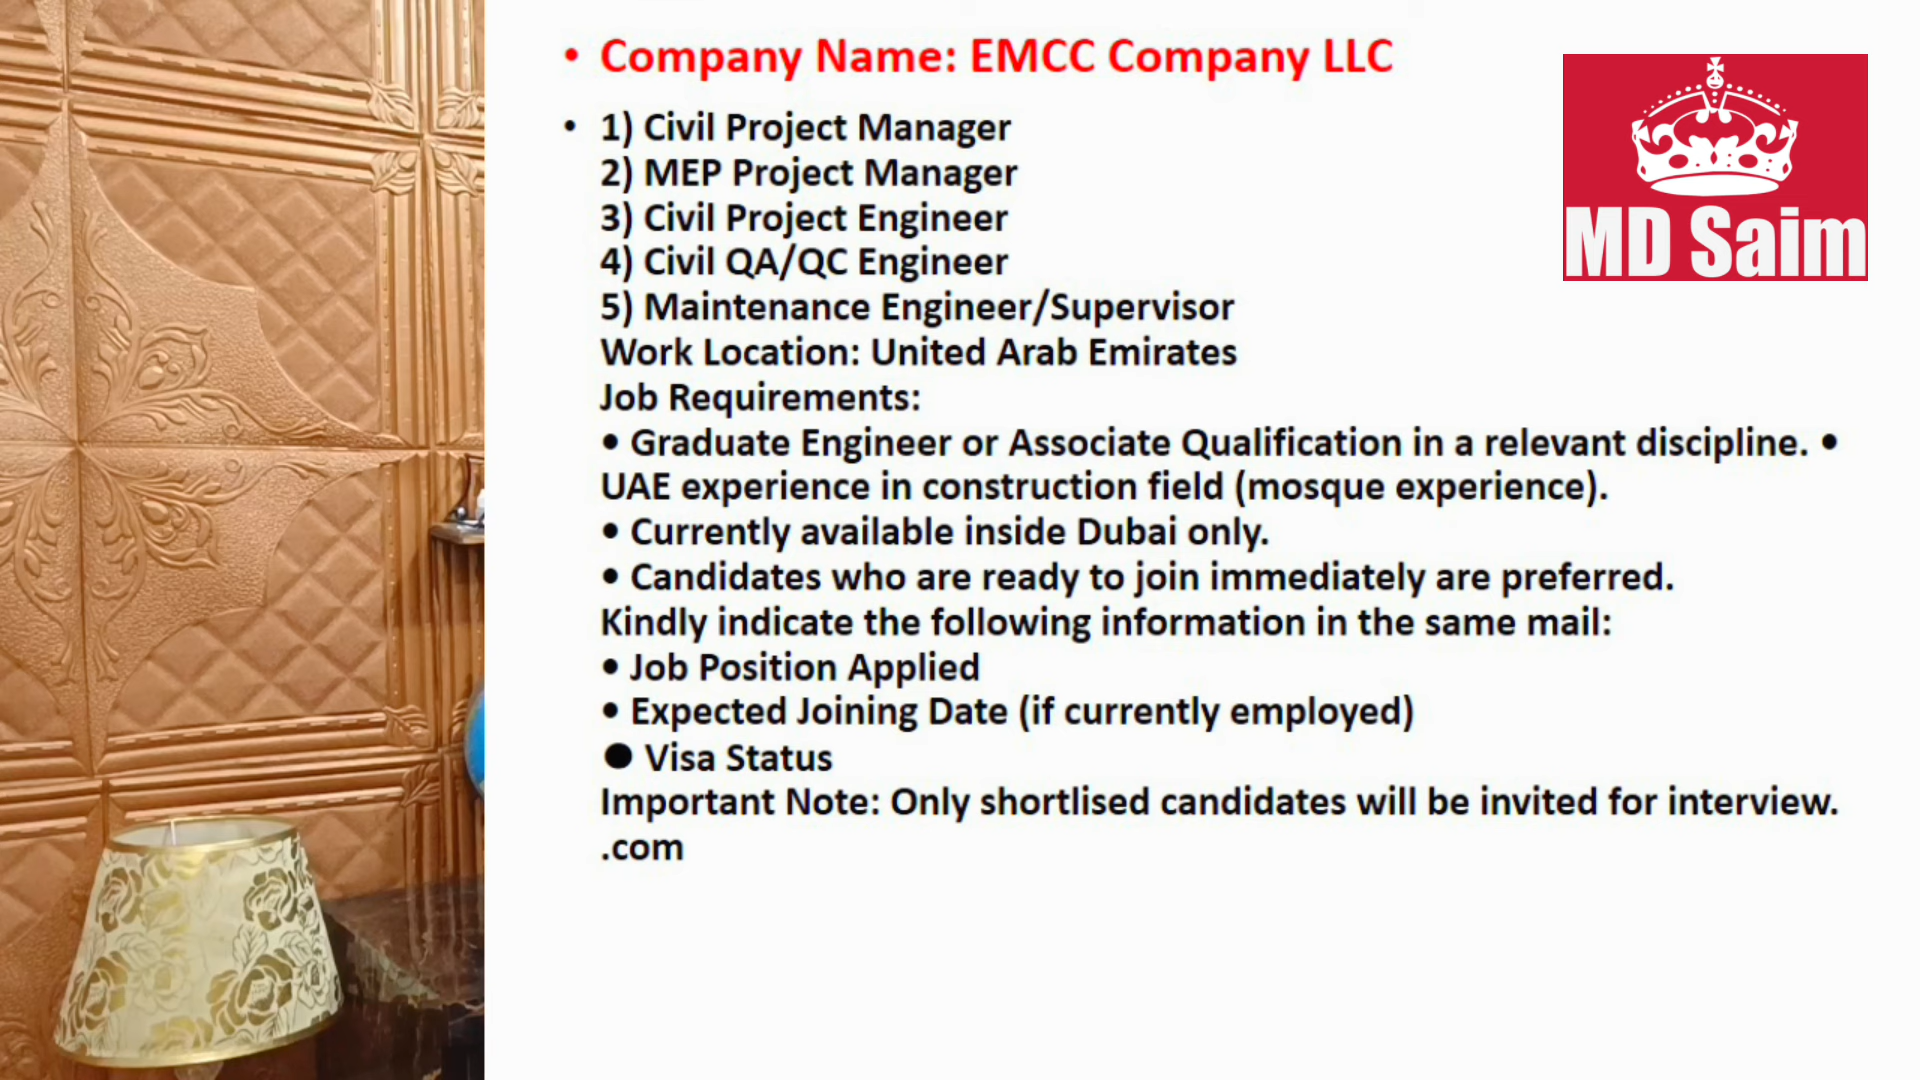 • Company Name: EMCC Company LLC
• 1) Civil Project Manager
2) MEP Project Manager
3) Civil Project Engineer
4) Civil QA/QC Engineer
5) Maintenance Engineer/Supervisor
Work Location: United Arab Emirates
Job Requirements:
• Graduate Engineer or Associate Qualification in a relevant discipline. •
UAE experience in construction field (mosque experience).
• Currently available inside Dubai only.
• Candidates who are ready to join immediately are preferred.
Kindly indicate the following information in the same mail:
• Job Position Applied
• Expected Joining Date (if currently employed)
● Visa Status
Important Note: Only shortlised candidates will be invited for interview.
.com
MD Saim